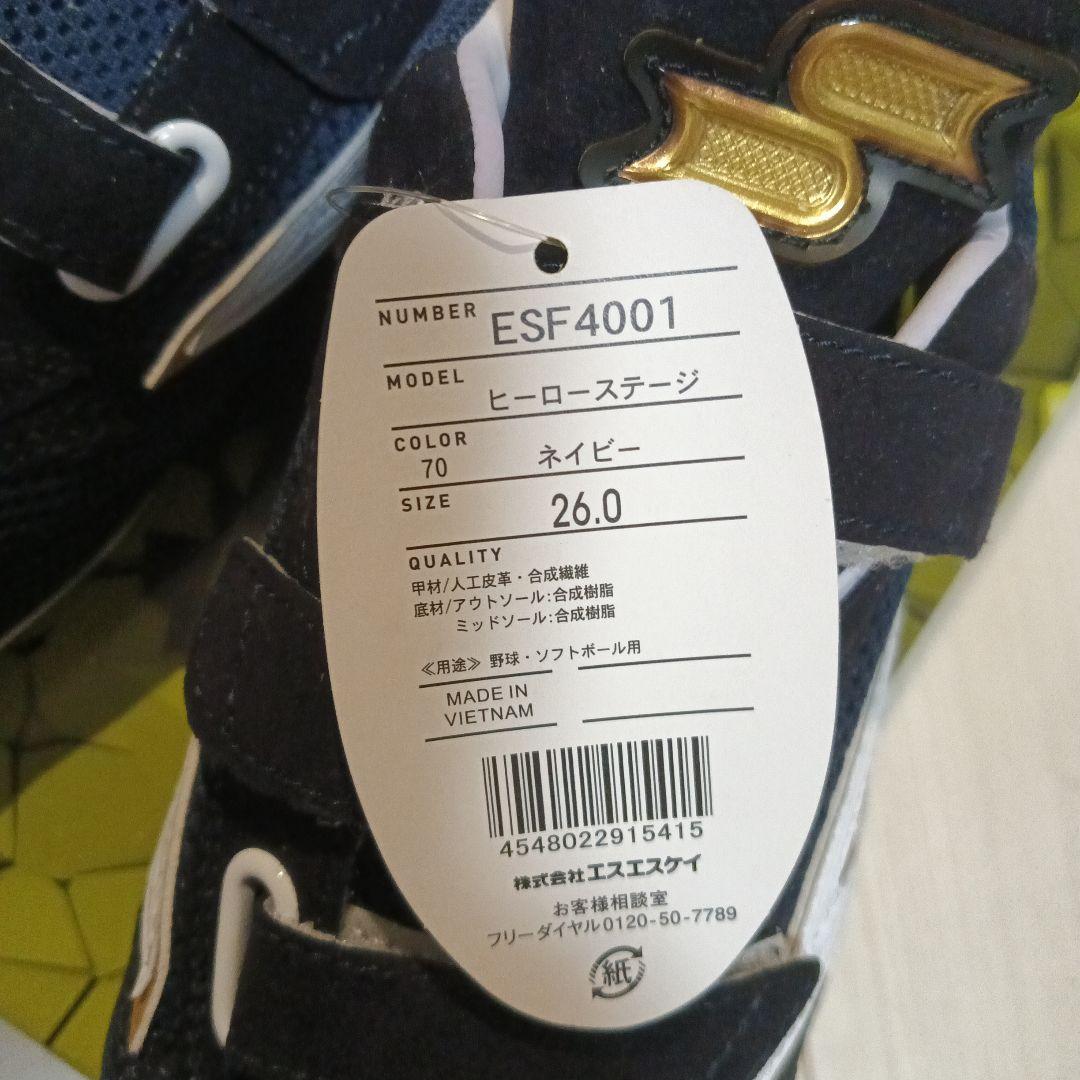 NUMBER ESF4001
MODEL ヒーローステージ
COLOR
70 ネイビー
SIZE 26.0
QUALITY
甲材/人工皮革・合成繊維
底材/アウトソール:合成樹脂
ミッドソール:合成樹脂
≪用途≫ 野球・ソフトボール用
MADE IN
VIETNAM
4548022915415
株式会社エスエスケイ
お客様相談室
フリーダイヤル0120-50-7789
紙